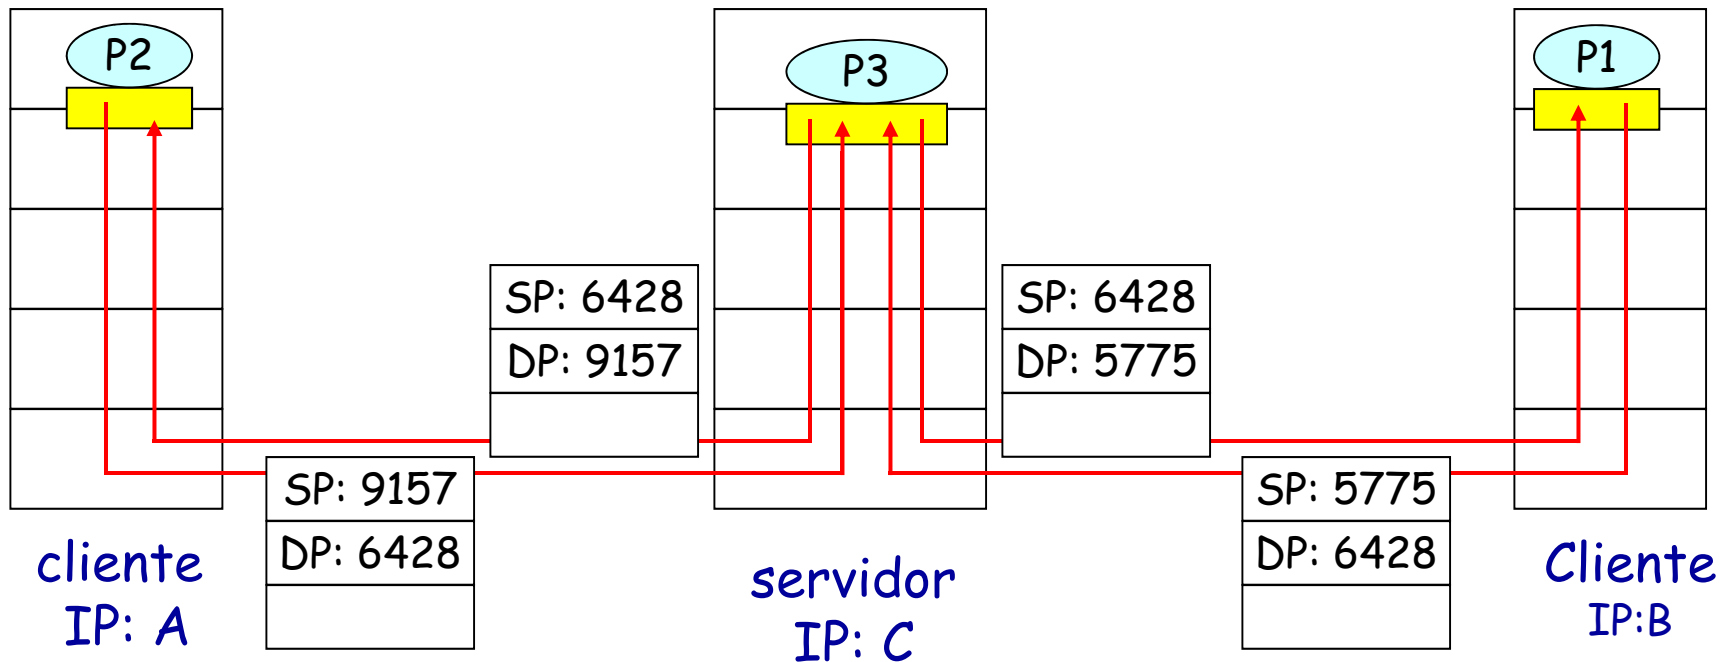 P2
P3
P1
SP: 6428
DP: 9157
SP: 6428
DP: 5775
SP: 9157
DP: 6428
SP: 5775
DP: 6428
cliente
IP: A
servidor
IP: C
Cliente
IP:B